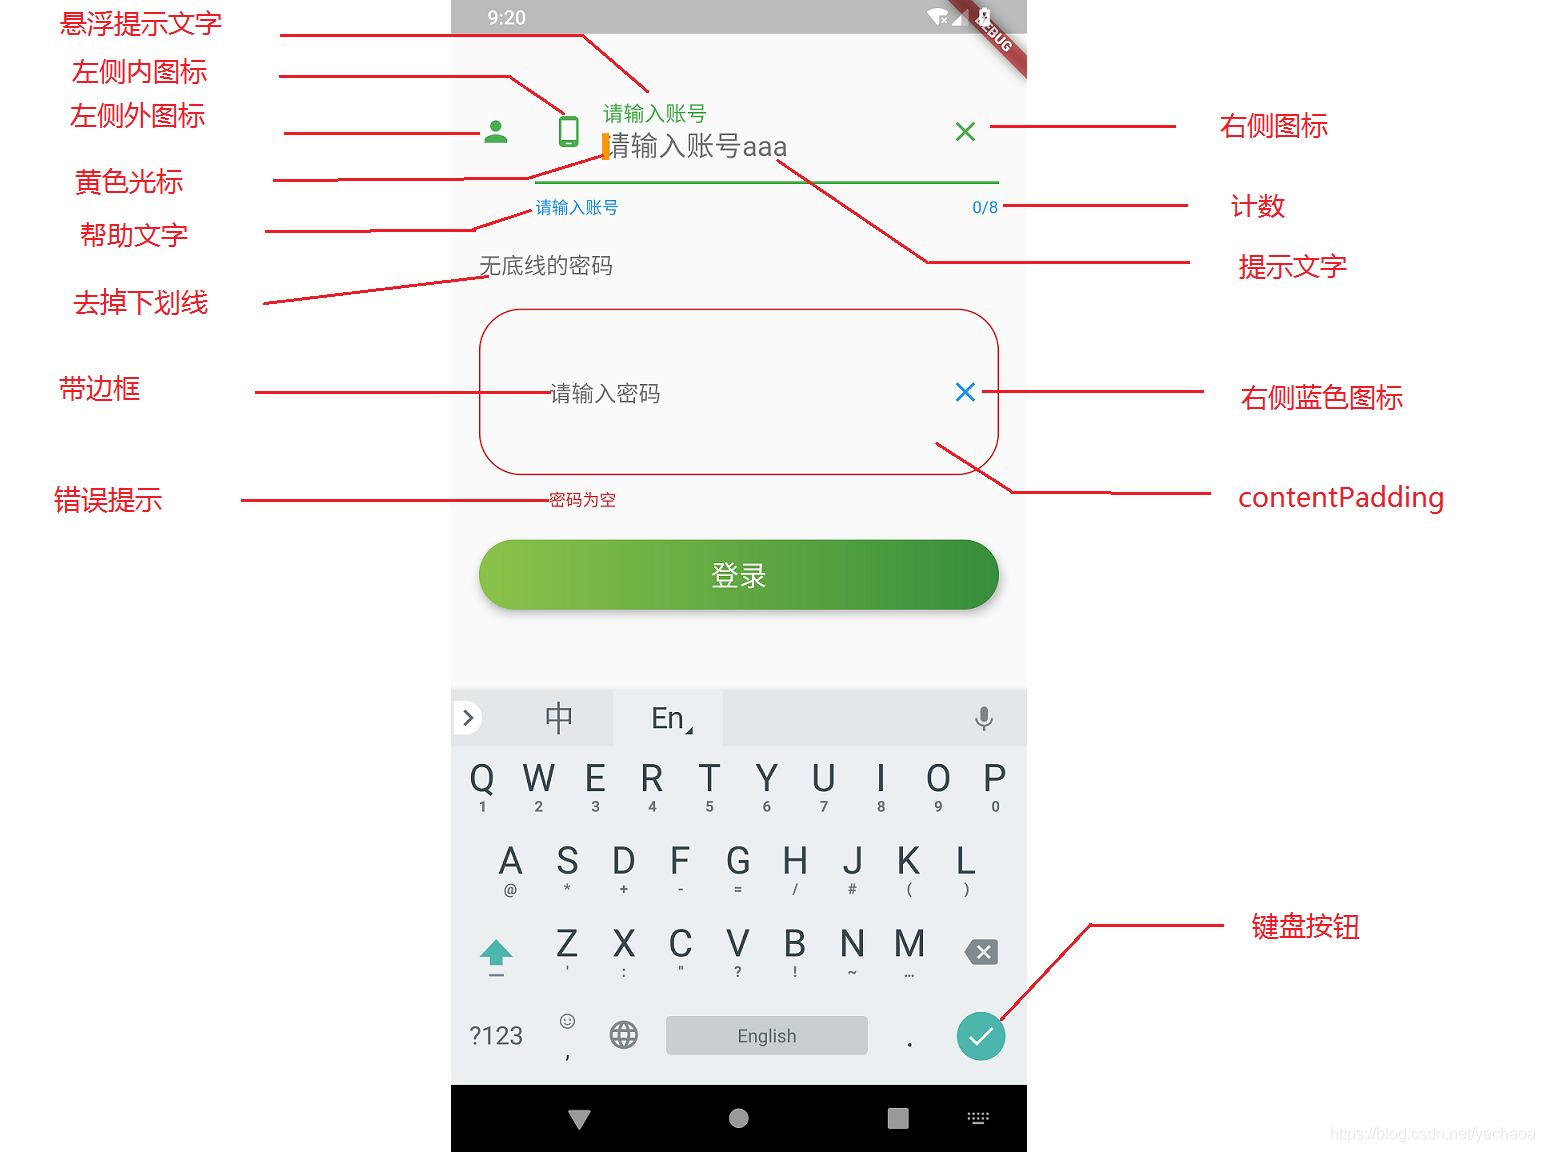 悬浮提示文字
左侧内图标
左侧外图标
黄色光标
帮助文字
去掉下划线
带边框
错误提示
9:20
DEBUG
请输入账号
请输入账号aaa
请输入账号
0/8
无底线的密码
请输入密码
密码为空
登录
中
En
Q W E R T Y U I O P
1 2 3 4 5 6 7 8 9 0
A S D F G H J K L
@ * + - = / # ( )
Z X C V B N M
' : " ? ! ~ …
?123 , English .
右侧图标
计数
提示文字
右侧蓝色图标
contentPadding
键盘按钮
https://blog.csdn.net/yechaoa